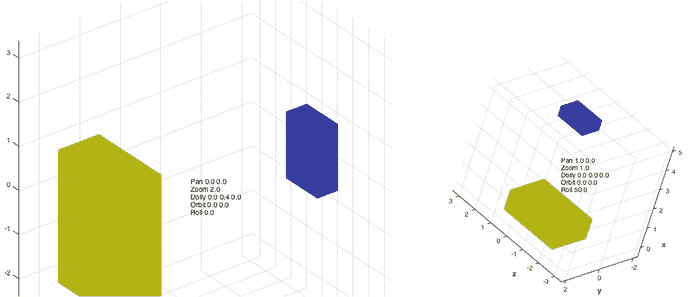 3
2
1
0
-1
-2
Pan 0.0 0.0
Zoom 2.0
Dolly 0.0 0.4 0.0
Orbit 0.0 0.0
Roll 0.0
Pan 1.0 0.0
Zoom 1.0
Dolly 0.0 0.0 0.0
Orbit 0.0 0.0
Roll 50.0
5
4
3
2
1
0
x
3
2
1
0
-1
-2
-3
z
2
0
-2
y